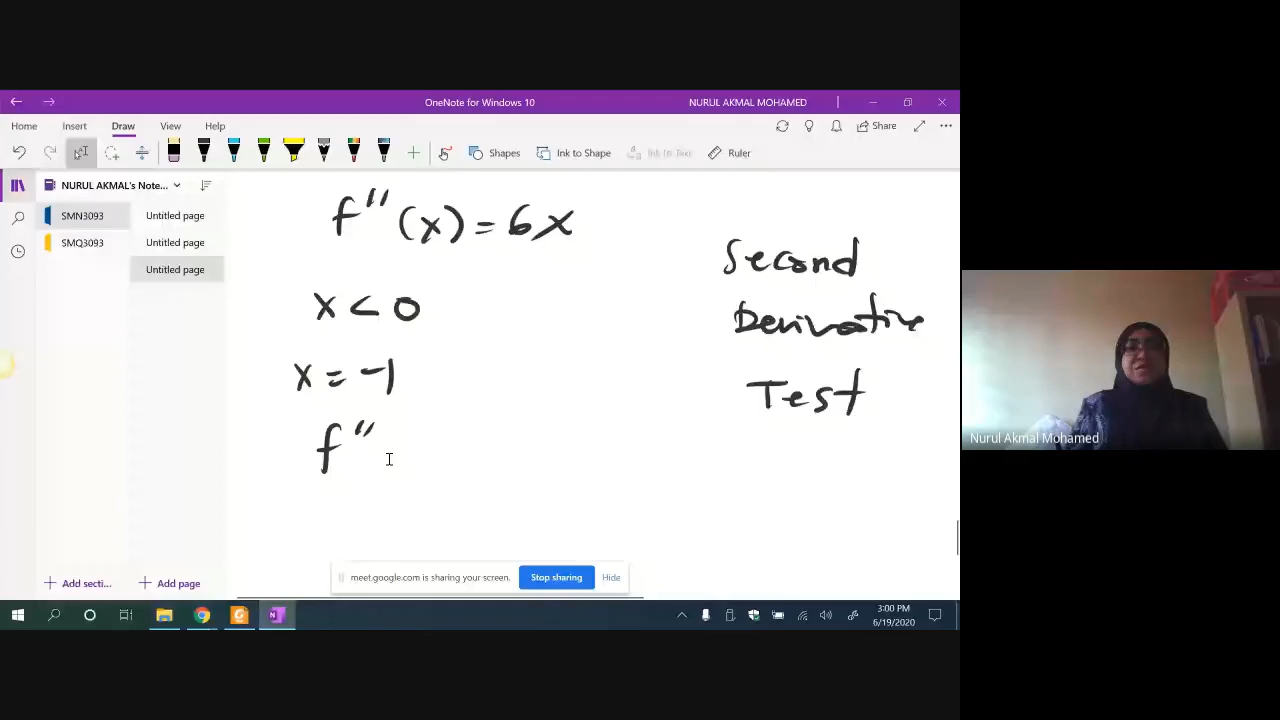 OneNote for Windows 10
NURUL AKMAL MOHAMED
Home Insert Draw View Help
Share
Shapes
Ink to Shape
Ink to Text
Ruler
NURUL AKMAL's Note...
SMN3093
SMQ3093
Untitled page
Untitled page
Untitled page
f"(x) = 6x
x < 0
x = -1
f"
Second
Derivative
Test
Nurul Akmal Mohamed
meet.google.com is sharing your screen.
Stop sharing
Hide
Add secti...
Add page
3:00 PM
6/19/2020